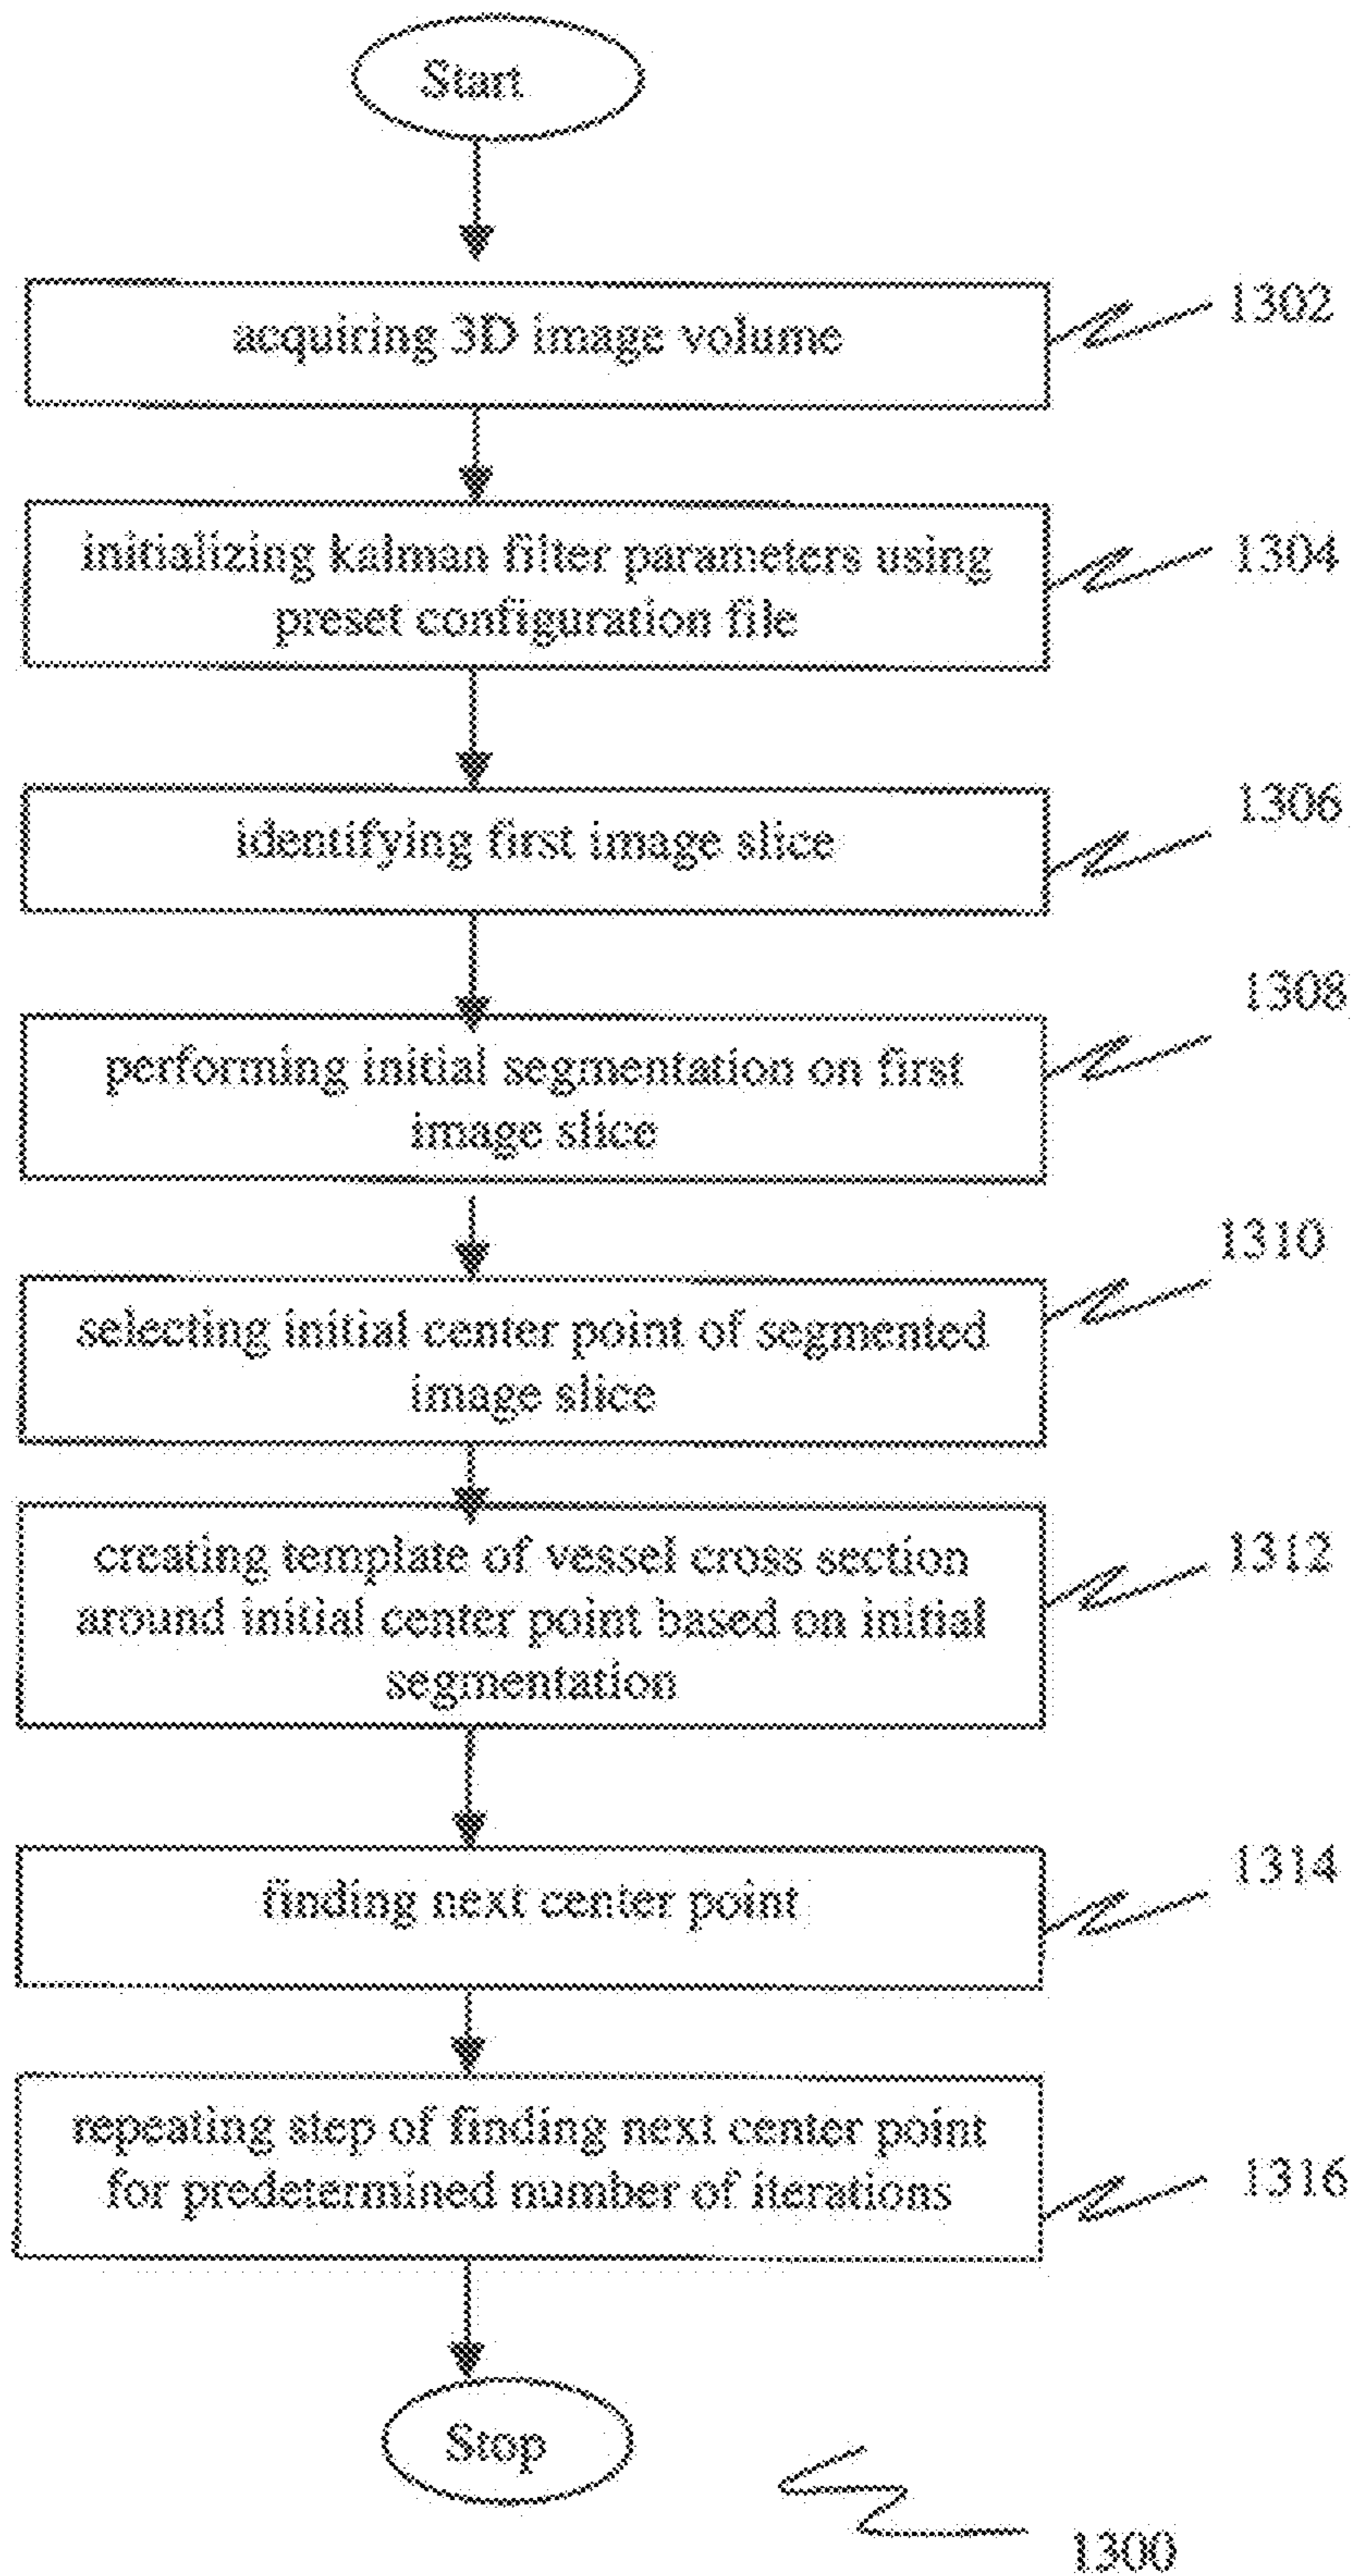 Start
acquiring 3D image volume
1302
initializing kalman filter parameters using
preset configuration file
1304
identifying first image slice
1306
performing initial segmentation on first
image slice
1308
selecting initial center point of segmented
image slice
1310
creating template of vessel cross section
around initial center point based on initial
segmentation
1312
finding next center point
1314
repeating step of finding next center point
for predetermined number of iterations
1316
Stop
1300